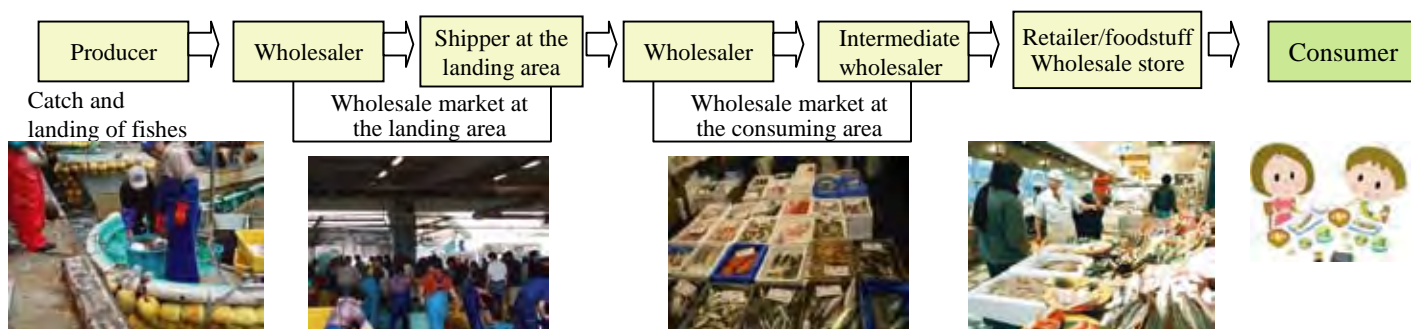 Producer
Wholesaler
Shipper at the
landing area
Wholesaler
Intermediate
wholesaler
Retailer/foodstuff
Wholesale store
Consumer
Catch and
landing of fishes
Wholesale market at
the landing area
Wholesale market at
the consuming area